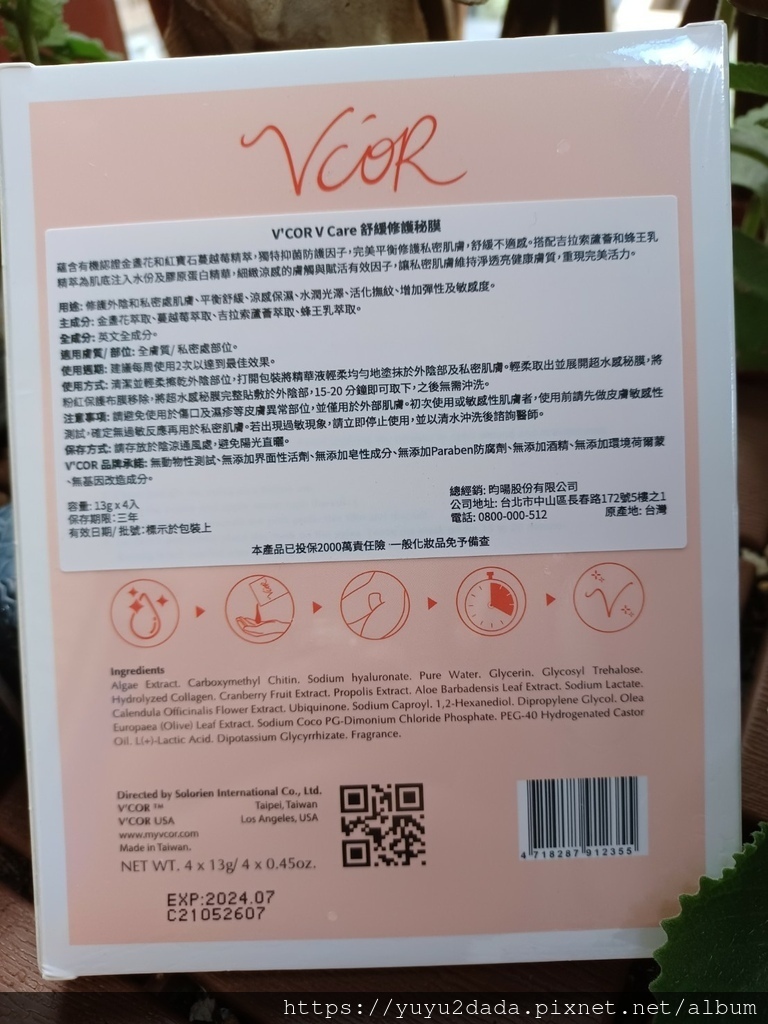 V'COR
V'COR V Care 舒緩修護秘膜
蘊含有機認證金盞花和紅寶石蔓越莓精萃,獨特抑菌防護因子,完美平衡修護私密肌膚,舒緩不適感。搭配吉拉索蘆薈和蜂王乳
精萃為肌底注入水份及膠原蛋白精華,細緻涼感的膚觸與賦活有效因子,讓私密肌膚維持淨透亮健康膚質,重現完美活力。
用途: 修護外陰和私密處肌膚、平衡舒緩、涼感保濕、水潤光澤、活化撫紋、增加彈性及敏感度。
主成分: 金盞花萃取、蔓越莓萃取、吉拉索蘆薈萃取、蜂王乳萃取。
全成分: 英文全成分。
適用膚質/ 部位: 全膚質/ 私密處部位。
使用週期: 建議每周使用2次以達到最佳效果。
使用方式: 清潔並輕柔擦乾外陰部位,打開包裝將精華液輕柔均勻地塗抹於外陰部及私密肌膚。輕柔取出並展開超水感秘膜,將
粉紅保護布膜移除,將超水感秘膜完整貼敷於外陰部,15-20 分鐘即可取下,之後無需沖洗。
注意事項: 請避免使用於傷口及濕疹等皮膚異常部位,並僅用於外部肌膚。初次使用或敏感性肌膚者,使用前請先做皮膚敏感性
測試,確定無過敏反應再用於私密肌膚。若出現過敏現象,請立即停止使用,並以清水沖洗後諮詢醫師。
保存方式: 請存放於陰涼通風處,避免陽光直曬。
V'COR 品牌承諾: 無動物性測試、無添加界面性活劑、無添加皂性成分、無添加Paraben防腐劑、無添加酒精、無添加環境荷爾蒙
、無基因改造成分。
容量: 13g x 4入
保存期限: 三年
有效日期/ 批號: 標示於包裝上
總經銷: 昀暘股份有限公司
公司地址: 台北市中山區長春路172號5樓之1
電話: 0800-000-512 原產地: 台灣
本產品已投保2000萬責任險 一般化妝品免予備查
Ingredients
Algae Extract. Carboxymethyl Chitin. Sodium hyaluronate. Pure Water. Glycerin. Glycosyl Trehalose.
Hydrolyzed Collagen. Cranberry Fruit Extract. Propolis Extract. Aloe Barbadensis Leaf Extract. Sodium Lactate.
Calendula Officinalis Flower Extract. Ubiquinone. Sodium Caproyl. 1,2-Hexanediol. Dipropylene Glycol. Olea
Europaea (Olive) Leaf Extract. Sodium Coco PG-Dimonium Chloride Phosphate. PEG-40 Hydrogenated Castor
Oil. L(+)-Lactic Acid. Dipotassium Glycyrrhizate. Fragrance.
Directed by Solorien International Co., Ltd.
V'COR ™ Taipei, Taiwan
V'COR USA Los Angeles, USA
www.myvcor.com
Made in Taiwan.
NET WT. 4 x 13g/ 4 x 0.45oz.
4 718287 912355
EXP:2024.07
C21052607
https://yuyu2dada.pixnet.net/album